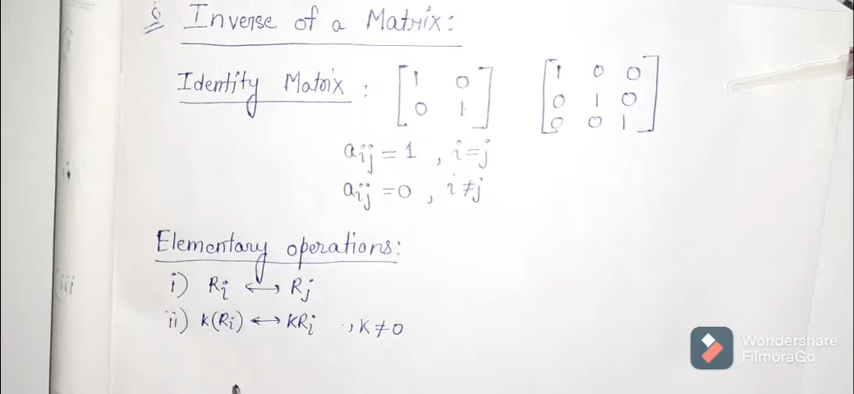 § Inverse of a Matrix:
Identity Matrix : [1 0 [1 0 0
0 1] 0 1 0
0 0 1]
aij = 1 , i=j
aij = 0 , i≠j
Elementary operations:
i) Ri ↔ Rj
ii) K(Ri) ↔ KRi , K≠0
Wondershare
FilmoraGo